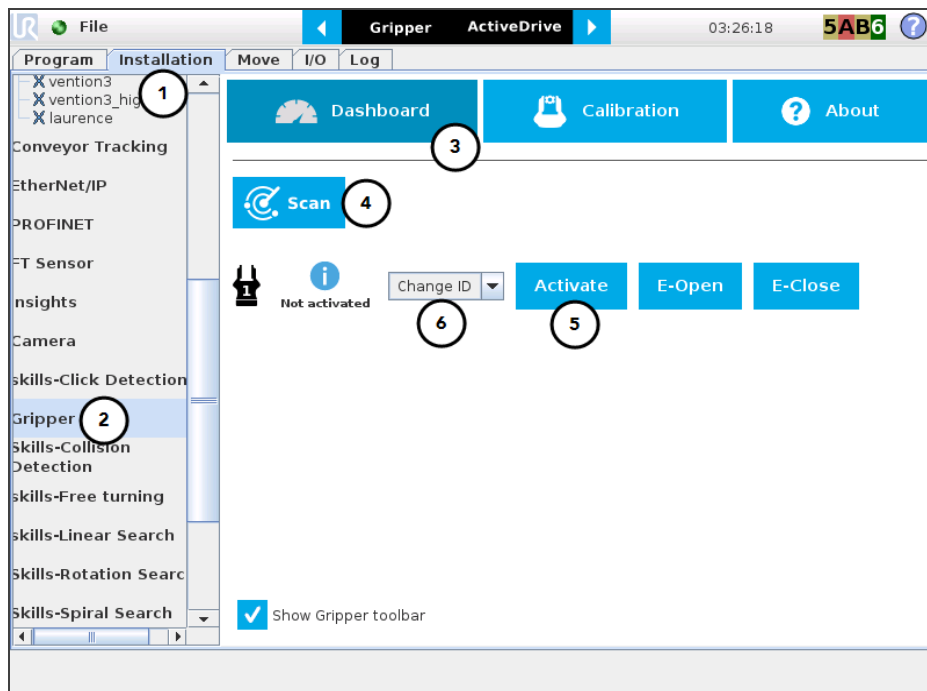 UR File Gripper ActiveDrive 03:26:18 5AB6 ?
Program Installation Move I/O Log
vention3
1
vention3_hig
laurence
Dashboard Calibration ? About
3
Conveyor Tracking
EtherNet/IP
Scan 4
PROFINET
FT Sensor
1 i Not activated Change ID Activate E-Open E-Close
6 5
Insights
Camera
skills-Click Detection
Gripper 2
Skills-Collision
Detection
skills-Free turning
skills-Linear Search
Skills-Rotation Searc
Skills-Spiral Search
Show Gripper toolbar